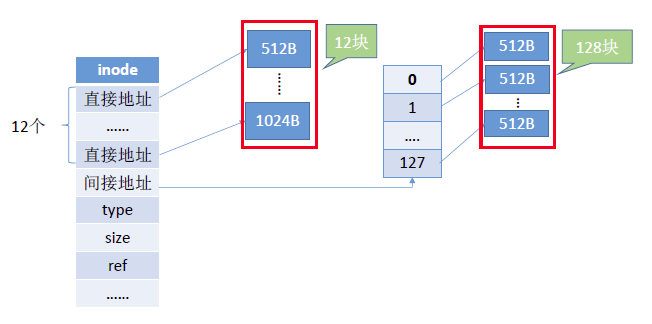 12个
inode
直接地址
......
直接地址
间接地址
type
size
ref
......
512B
......
1024B
12块
0
1
....
127
512B
512B
...
512B
128块